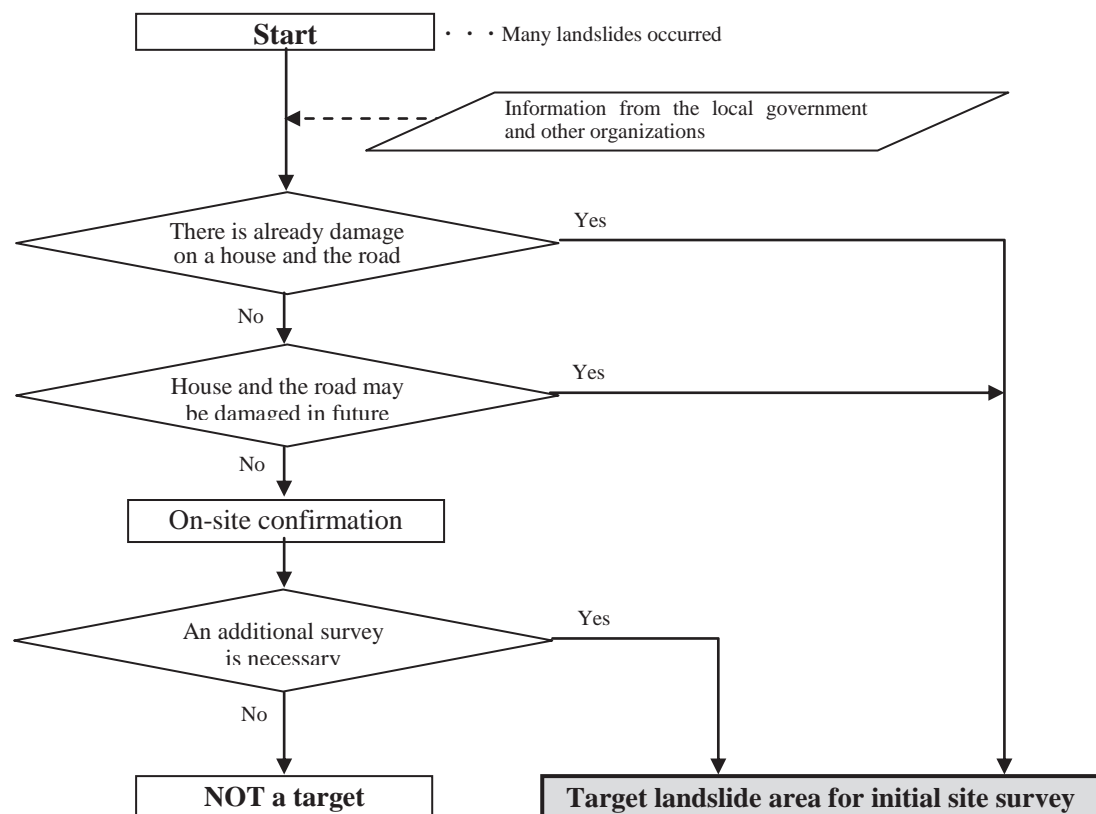 Start
・・・Many landslides occurred
Information from the local government
and other organizations
There is already damage
on a house and the road
Yes
No
House and the road may
be damaged in future
Yes
No
On-site confirmation
An additional survey
is necessary
Yes
No
NOT a target
Target landslide area for initial site survey